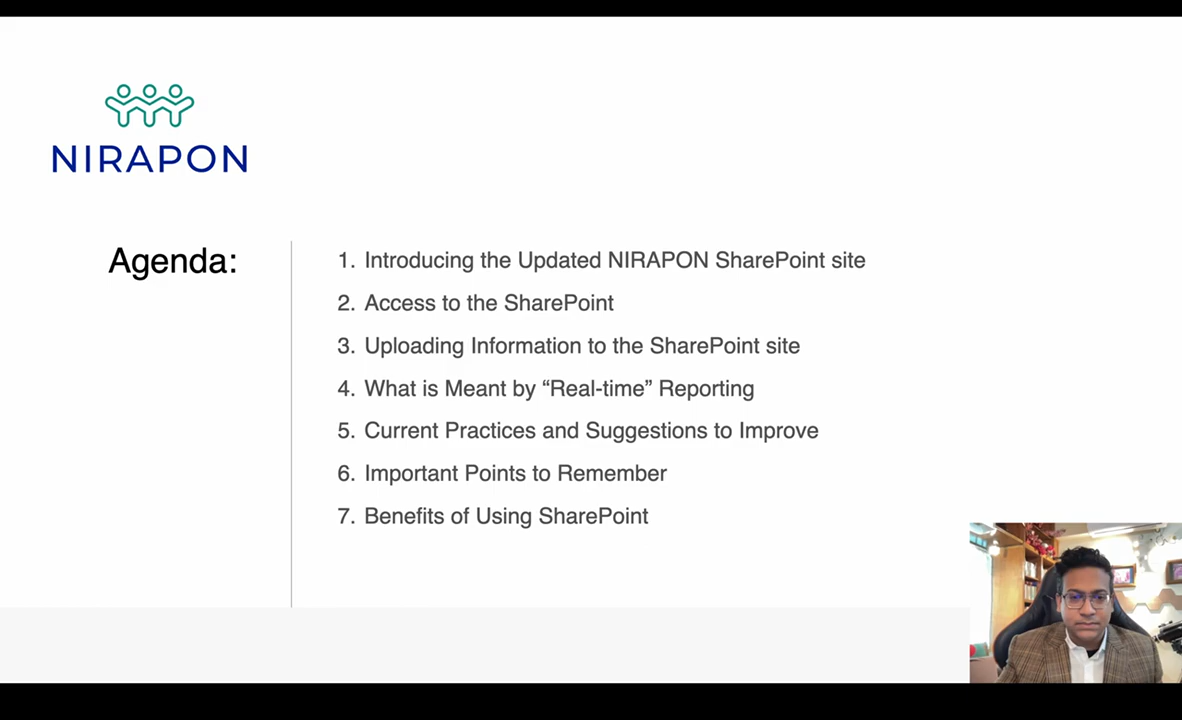 NIRAPON
Agenda:
1. Introducing the Updated NIRAPON SharePoint site
2. Access to the SharePoint
3. Uploading Information to the SharePoint site
4. What is Meant by “Real-time” Reporting
5. Current Practices and Suggestions to Improve
6. Important Points to Remember
7. Benefits of Using SharePoint